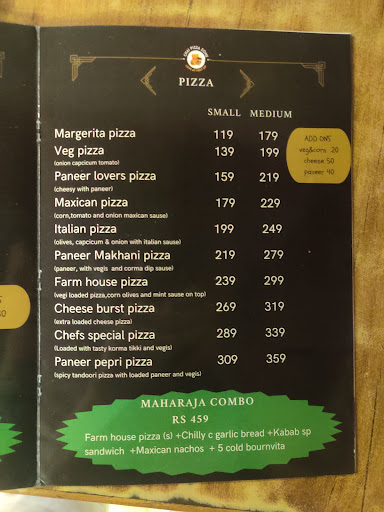 PIZZA
SMALL MEDIUM
Margerita pizza 119 179
Veg pizza 139 199
(onion capcicum tomato)
Paneer lovers pizza 159 219
(cheesy with paneer)
Maxican pizza 179 229
(corn,tomato and onion maxican sause)
Italian pizza 199 249
(olives, capcicum & onion with italian sause)
Paneer Makhani pizza 219 279
(paneer, with vegis and corma dip sause)
Farm house pizza 239 299
(vegi loaded pizza,corn olives and mint sause on top)
Cheese burst pizza 269 319
(extra loaded cheese pizza)
Chefs special pizza 289 339
(Loaded with tasty korma tikki and vegis)
Paneer pepri pizza 309 359
(spicy tandoori pizza with loaded paneer and vegis)
ADD ONS
veg&corn 20
cheese 50
paneer 40
MAHARAJA COMBO
RS 459
Farm house pizza (s) +Chilly c garlic bread +Kabab sp
sandwich +Maxican nachos + 5 cold bournvita